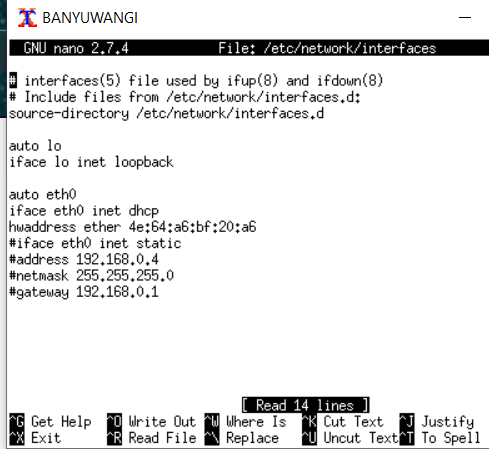 BANYUWANGI
GNU nano 2.7.4 File: /etc/network/interfaces
# interfaces(5) file used by ifup(8) and ifdown(8)
# Include files from /etc/network/interfaces.d:
source-directory /etc/network/interfaces.d
auto lo
iface lo inet loopback
auto eth0
iface eth0 inet dhcp
hwaddress ether 4e:64:a6:bf:20:a6
#iface eth0 inet static
#address 192.168.0.4
#netmask 255.255.255.0
#gateway 192.168.0.1
[ Read 14 lines ]
^G Get Help ^O Write Out ^W Where Is ^K Cut Text ^J Justify
^X Exit ^R Read File ^\ Replace ^U Uncut Text ^T To Spell